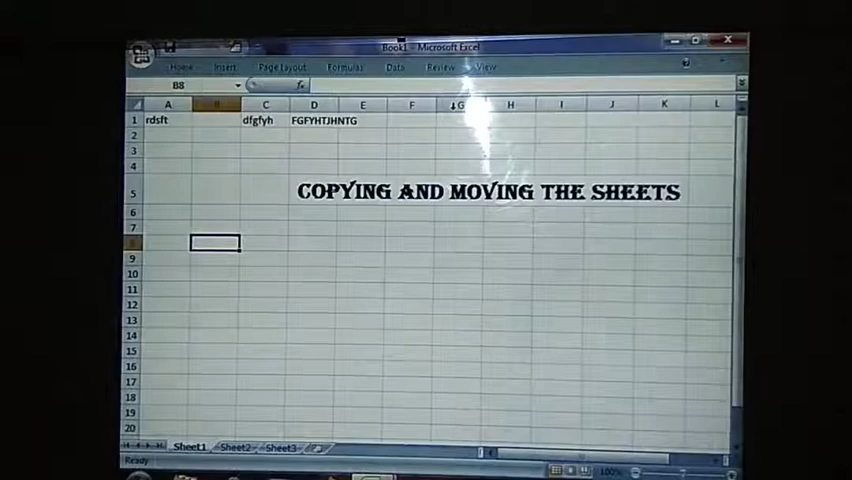 Book1 - Microsoft Excel
Home Insert Page Layout Formulas Data Review View
B8 fx
A B C D E F G H I J K L
1 rdsft dfgfyh FGFYHTJHNTG
2
3
4
5 COPYING AND MOVING THE SHEETS
6
7
8
9
10
11
12
13
14
15
16
17
18
19
20
Sheet1 Sheet2 Sheet3
Ready 100%